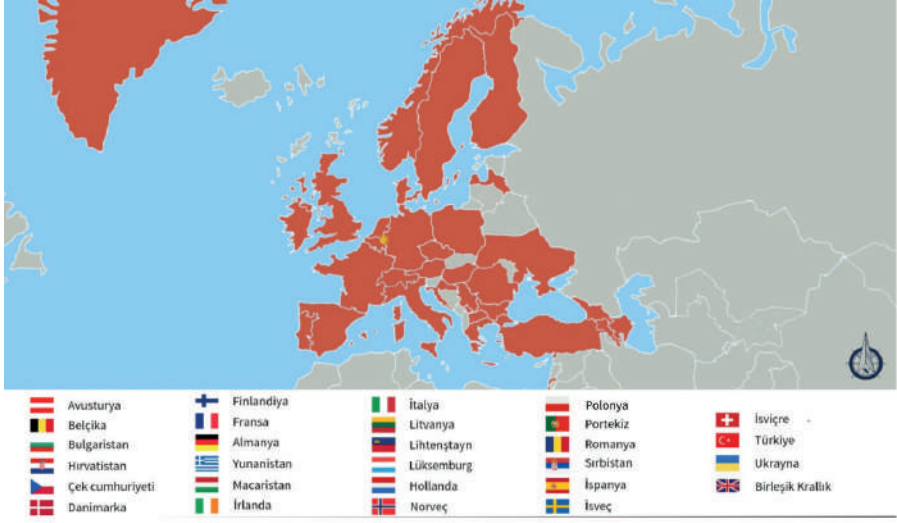 Avusturya
Belçika
Bulgaristan
Hırvatistan
Çek cumhuriyeti
Danimarka
Finlandiya
Fransa
Almanya
Yunanistan
Macaristan
İrlanda
İtalya
Litvanya
Lihtenştayn
Lüksemburg
Hollanda
Norveç
Polonya
Portekiz
Romanya
Sırbistan
İspanya
İsveç
İsviçre
Türkiye
Ukrayna
Birleşik Krallık